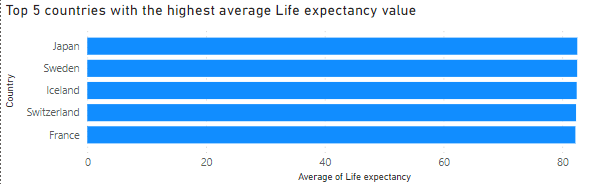 Top 5 countries with the highest average Life expectancy value
Japan
Sweden
Iceland
Switzerland
France
Country
0 20 40 60 80
Average of Life expectancy